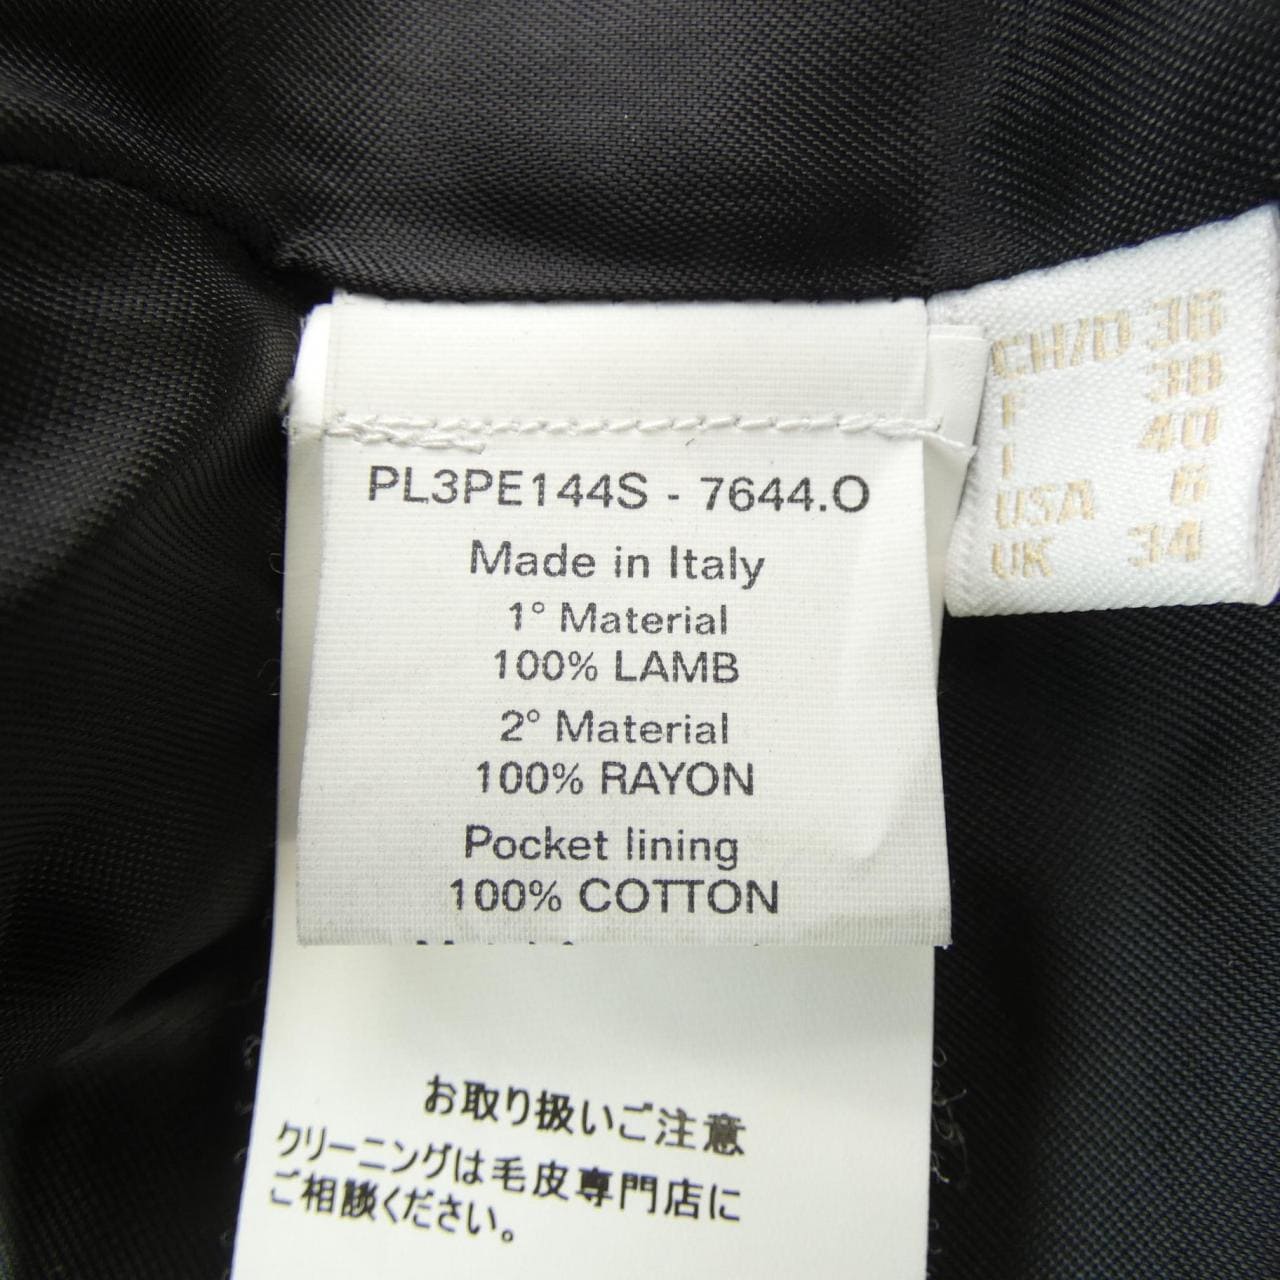 PL3PE144S - 7644.O
Made in Italy
1° Material
100% LAMB
2° Material
100% RAYON
Pocket lining
100% COTTON
CH/D 36
F 38
I 40
USA 6
UK 34
お取り扱いご注意
クリーニングは毛皮専門店に
ご相談ください。